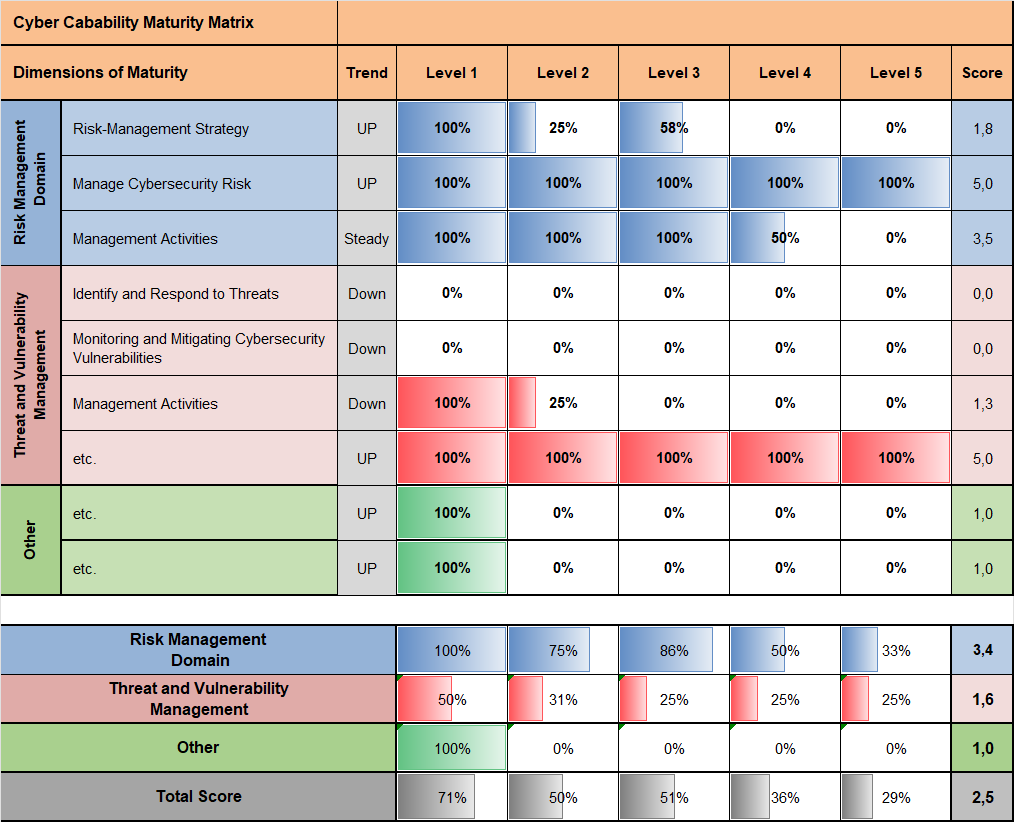 Cyber Cabability Maturity Matrix
Dimensions of Maturity Trend Level 1 Level 2 Level 3 Level 4 Level 5 Score
Risk Management
Domain
Risk-Management Strategy UP 100% 25% 58% 0% 0% 1,8
Manage Cybersecurity Risk UP 100% 100% 100% 100% 100% 5,0
Management Activities Steady 100% 100% 100% 50% 0% 3,5
Threat and Vulnerability
Management
Identify and Respond to Threats Down 0% 0% 0% 0% 0% 0,0
Monitoring and Mitigating Cybersecurity
Vulnerabilities Down 0% 0% 0% 0% 0% 0,0
Management Activities Down 100% 25% 0% 0% 0% 1,3
etc. UP 100% 100% 100% 100% 100% 5,0
Other
etc. UP 100% 0% 0% 0% 0% 1,0
etc. UP 100% 0% 0% 0% 0% 1,0
Risk Management
Domain 100% 75% 86% 50% 33% 3,4
Threat and Vulnerability
Management 50% 31% 25% 25% 25% 1,6
Other 100% 0% 0% 0% 0% 1,0
Total Score 71% 50% 51% 36% 29% 2,5